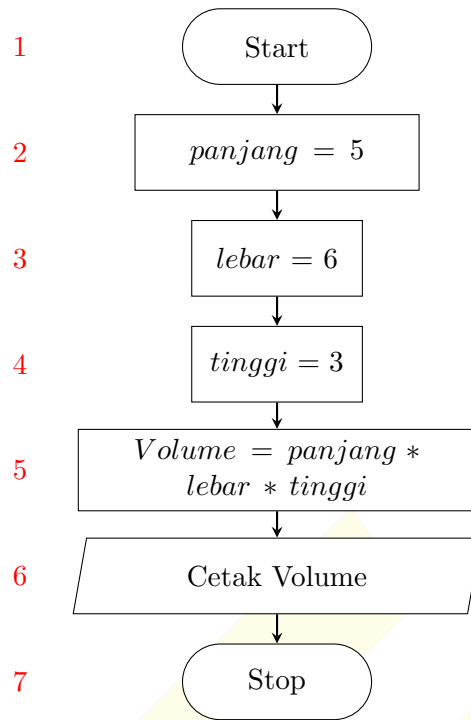 1 Start
2 panjang = 5
3 lebar = 6
4 tinggi = 3
5 Volume = panjang *
lebar * tinggi
6 Cetak Volume
7 Stop